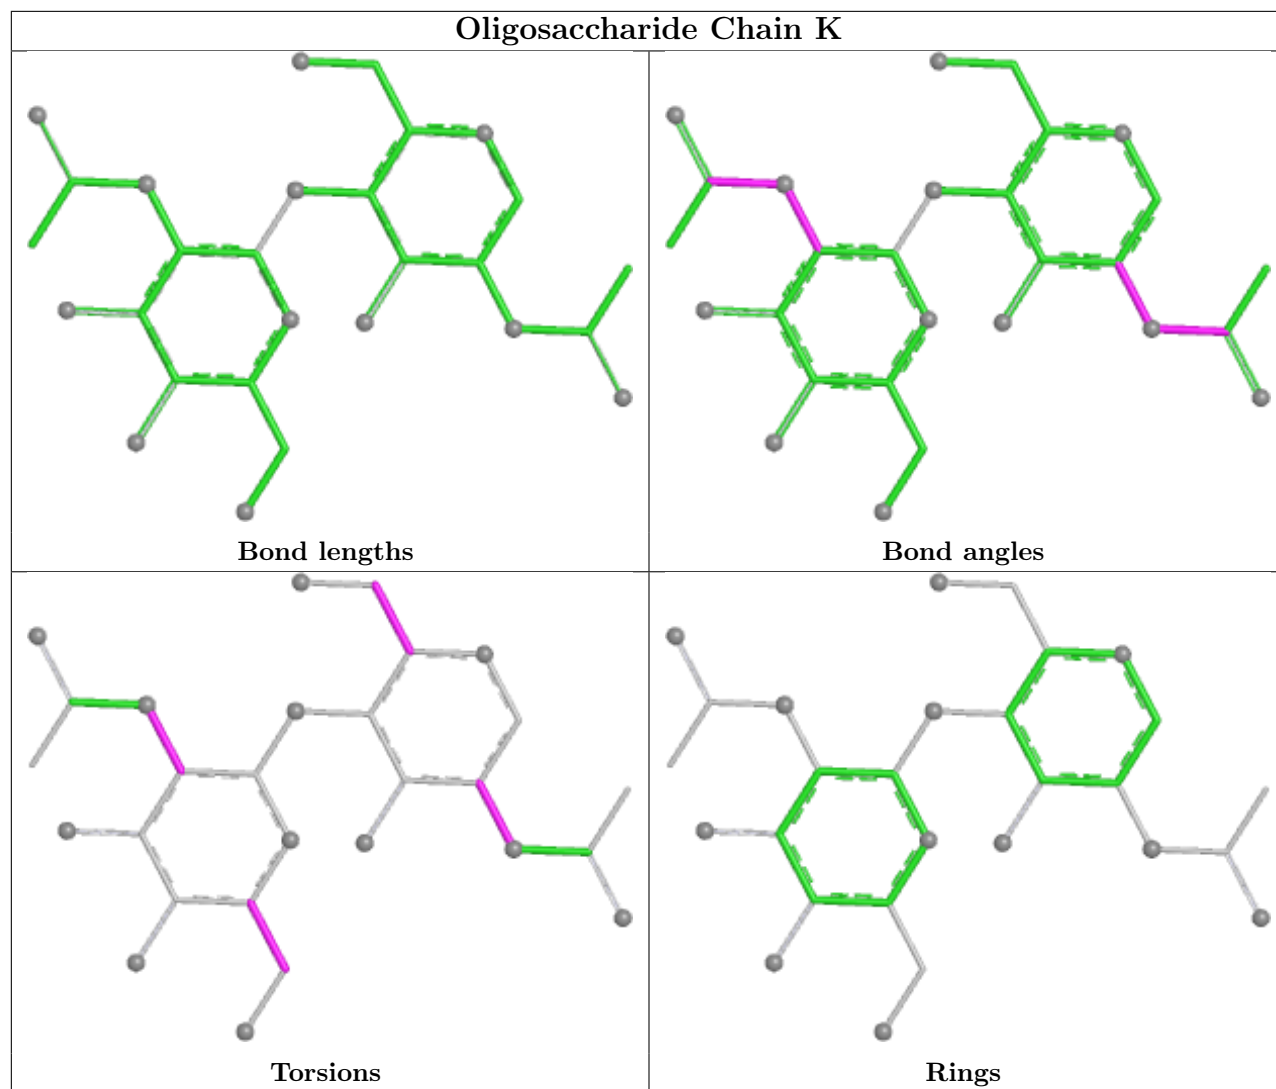 Oligosaccharide Chain K
Bond lengths
Bond angles
Torsions
Rings